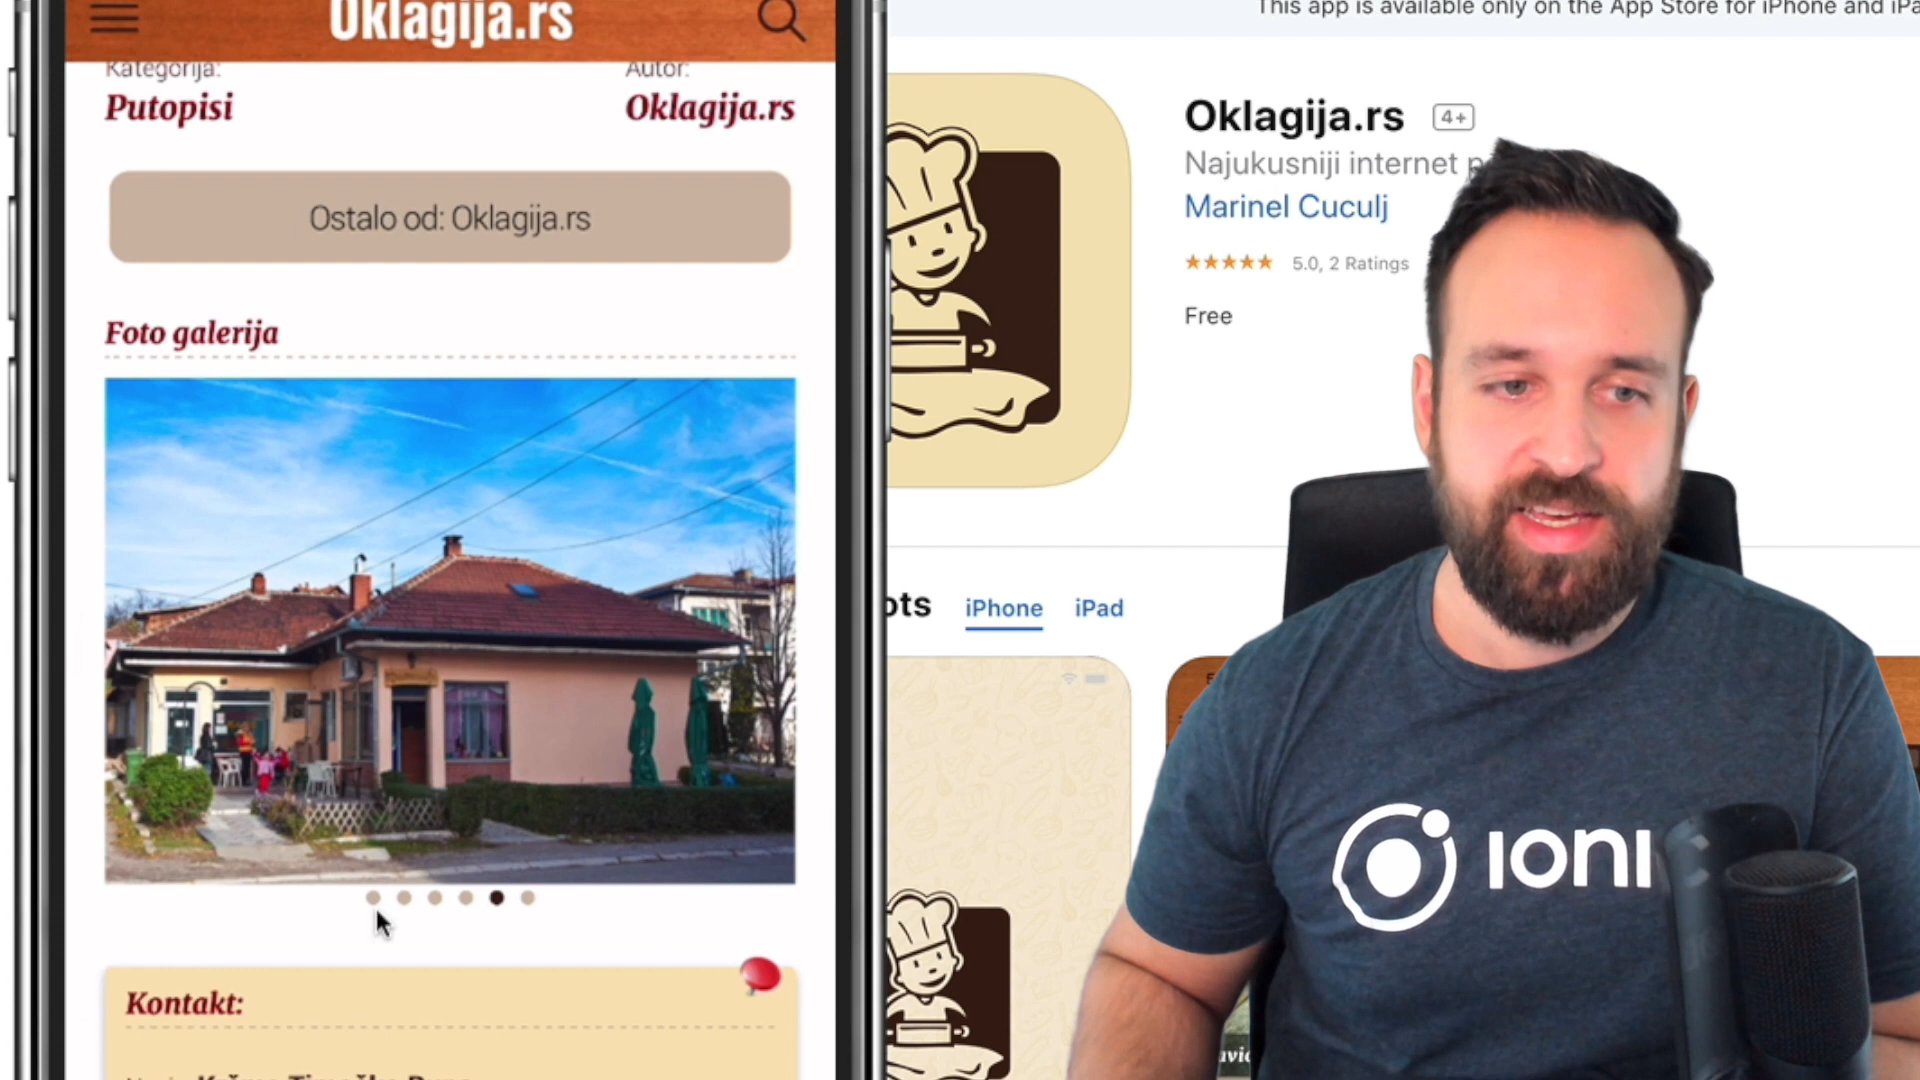 Oklagija.rs
Kategorija:
Autor:
Putopisi
Oklagija.rs
Ostalo od: Oklagija.rs
Foto galerija
Kontakt:
This app is available only on the App Store for iPhone and
Oklagija.rs 4+
Najukusniji internet
Marinel Cuculj
5.0, 2 Ratings
Free
iPhone iPad
IONI